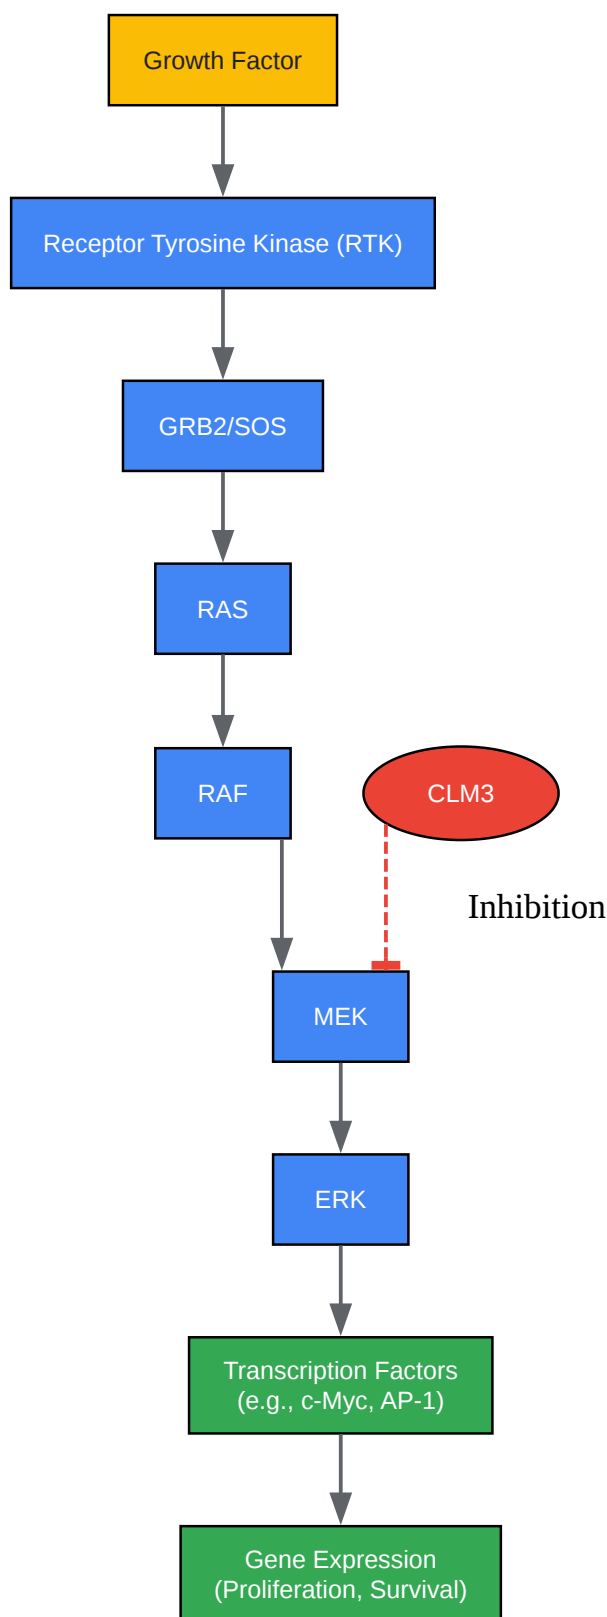 Growth Factor
Receptor Tyrosine Kinase (RTK)
GRB2/SOS
RAS
RAF
CLM3
Inhibition
MEK
ERK
Transcription Factors
(e.g., c-Myc, AP-1)
Gene Expression
(Proliferation, Survival)